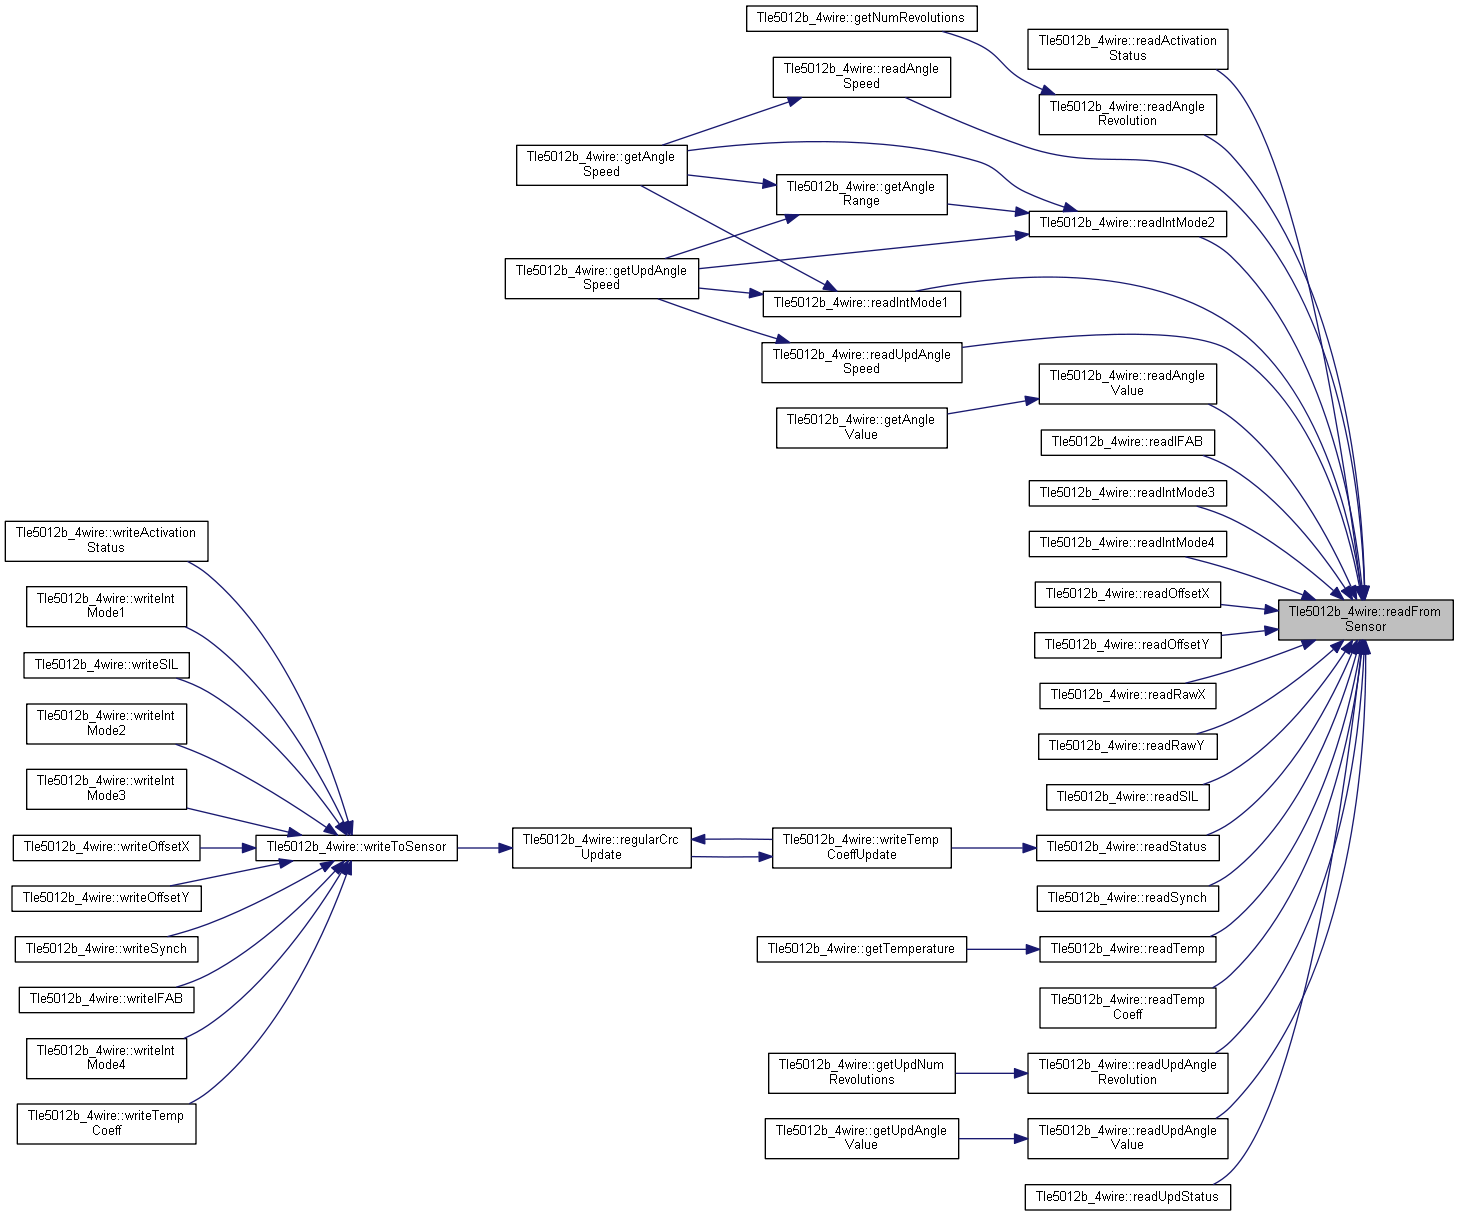 Tle5012b_4wire::getNumRevolutions
Tle5012b_4wire::readActivation
Status
Tle5012b_4wire::readAngle
Speed
Tle5012b_4wire::readAngle
Revolution
Tle5012b_4wire::getAngle
Speed
Tle5012b_4wire::getAngle
Range
Tle5012b_4wire::readIntMode2
Tle5012b_4wire::getUpdAngle
Speed
Tle5012b_4wire::readIntMode1
Tle5012b_4wire::readUpdAngle
Speed
Tle5012b_4wire::readAngle
Value
Tle5012b_4wire::getAngle
Value
Tle5012b_4wire::readIFAB
Tle5012b_4wire::readIntMode3
Tle5012b_4wire::writeActivation
Status
Tle5012b_4wire::readIntMode4
Tle5012b_4wire::writeInt
Mode1
Tle5012b_4wire::readOffsetX
Tle5012b_4wire::readFrom
Sensor
Tle5012b_4wire::readOffsetY
Tle5012b_4wire::writeSIL
Tle5012b_4wire::readRawX
Tle5012b_4wire::writeInt
Mode2
Tle5012b_4wire::readRawY
Tle5012b_4wire::writeInt
Mode3
Tle5012b_4wire::readSIL
Tle5012b_4wire::writeOffsetX
Tle5012b_4wire::writeToSensor
Tle5012b_4wire::regularCrc
Update
Tle5012b_4wire::writeTemp
CoeffUpdate
Tle5012b_4wire::readStatus
Tle5012b_4wire::writeOffsetY
Tle5012b_4wire::readSynch
Tle5012b_4wire::writeSynch
Tle5012b_4wire::getTemperature
Tle5012b_4wire::readTemp
Tle5012b_4wire::writeIFAB
Tle5012b_4wire::readTemp
Coeff
Tle5012b_4wire::writeInt
Mode4
Tle5012b_4wire::getUpdNum
Revolutions
Tle5012b_4wire::readUpdAngle
Revolution
Tle5012b_4wire::writeTemp
Coeff
Tle5012b_4wire::getUpdAngle
Value
Tle5012b_4wire::readUpdAngle
Value
Tle5012b_4wire::readUpdStatus